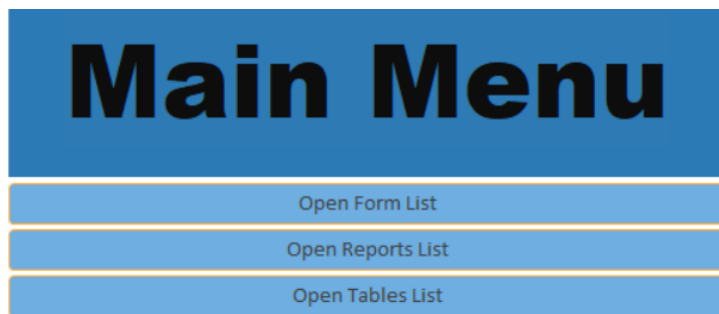 Main Menu
Open Form List
Open Reports List
Open Tables List